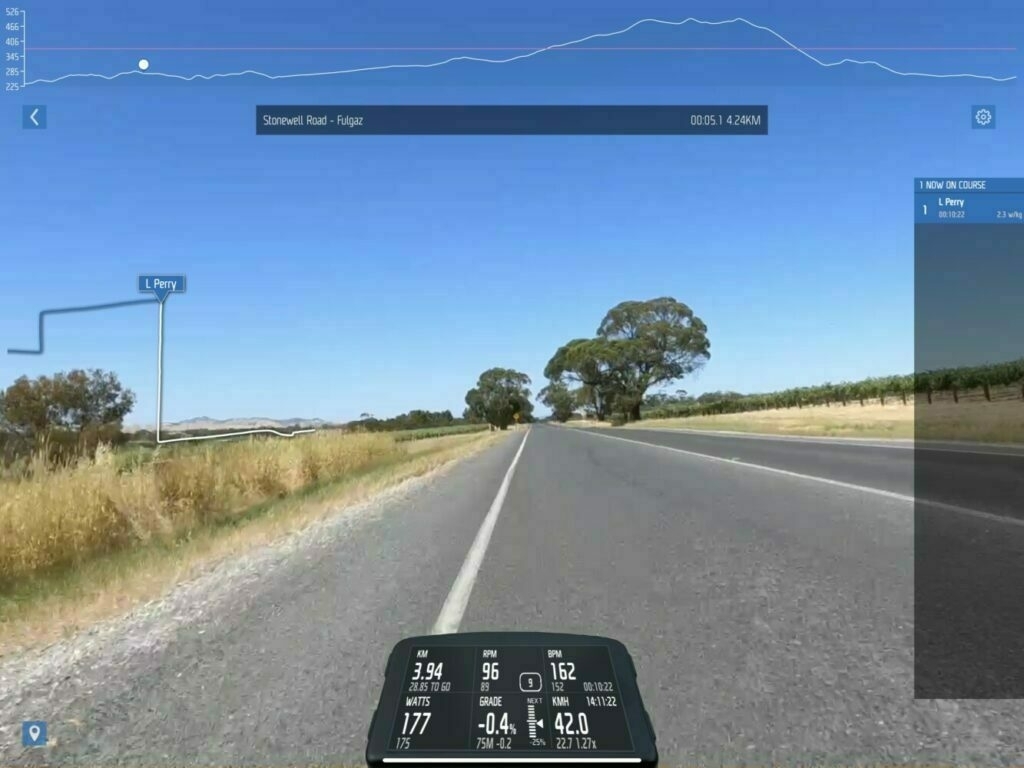 526
466
406
345
285
225
Stonewell Road - Fulgaz 00:05.1 4.24KM
1 NOW ON COURSE
1 L Perry
00:10:22 2.3 w/kg
L Perry
KM RPM BPM
3.94 96 9 162
28.85 TO GO 89 152 00:10:22
WATTS GRADE NEXT KMH 14:11:22
177 -0.4% 42.0
175 75M -0.2 -25% 22.7 1.27x